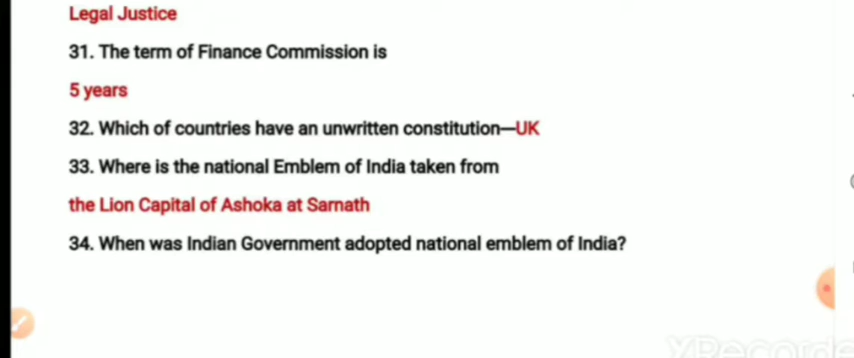 Legal Justice
31. The term of Finance Commission is
5 years
32. Which of countries have an unwritten constitution—UK
33. Where is the national Emblem of India taken from
the Lion Capital of Ashoka at Sarnath
34. When was Indian Government adopted national emblem of India?